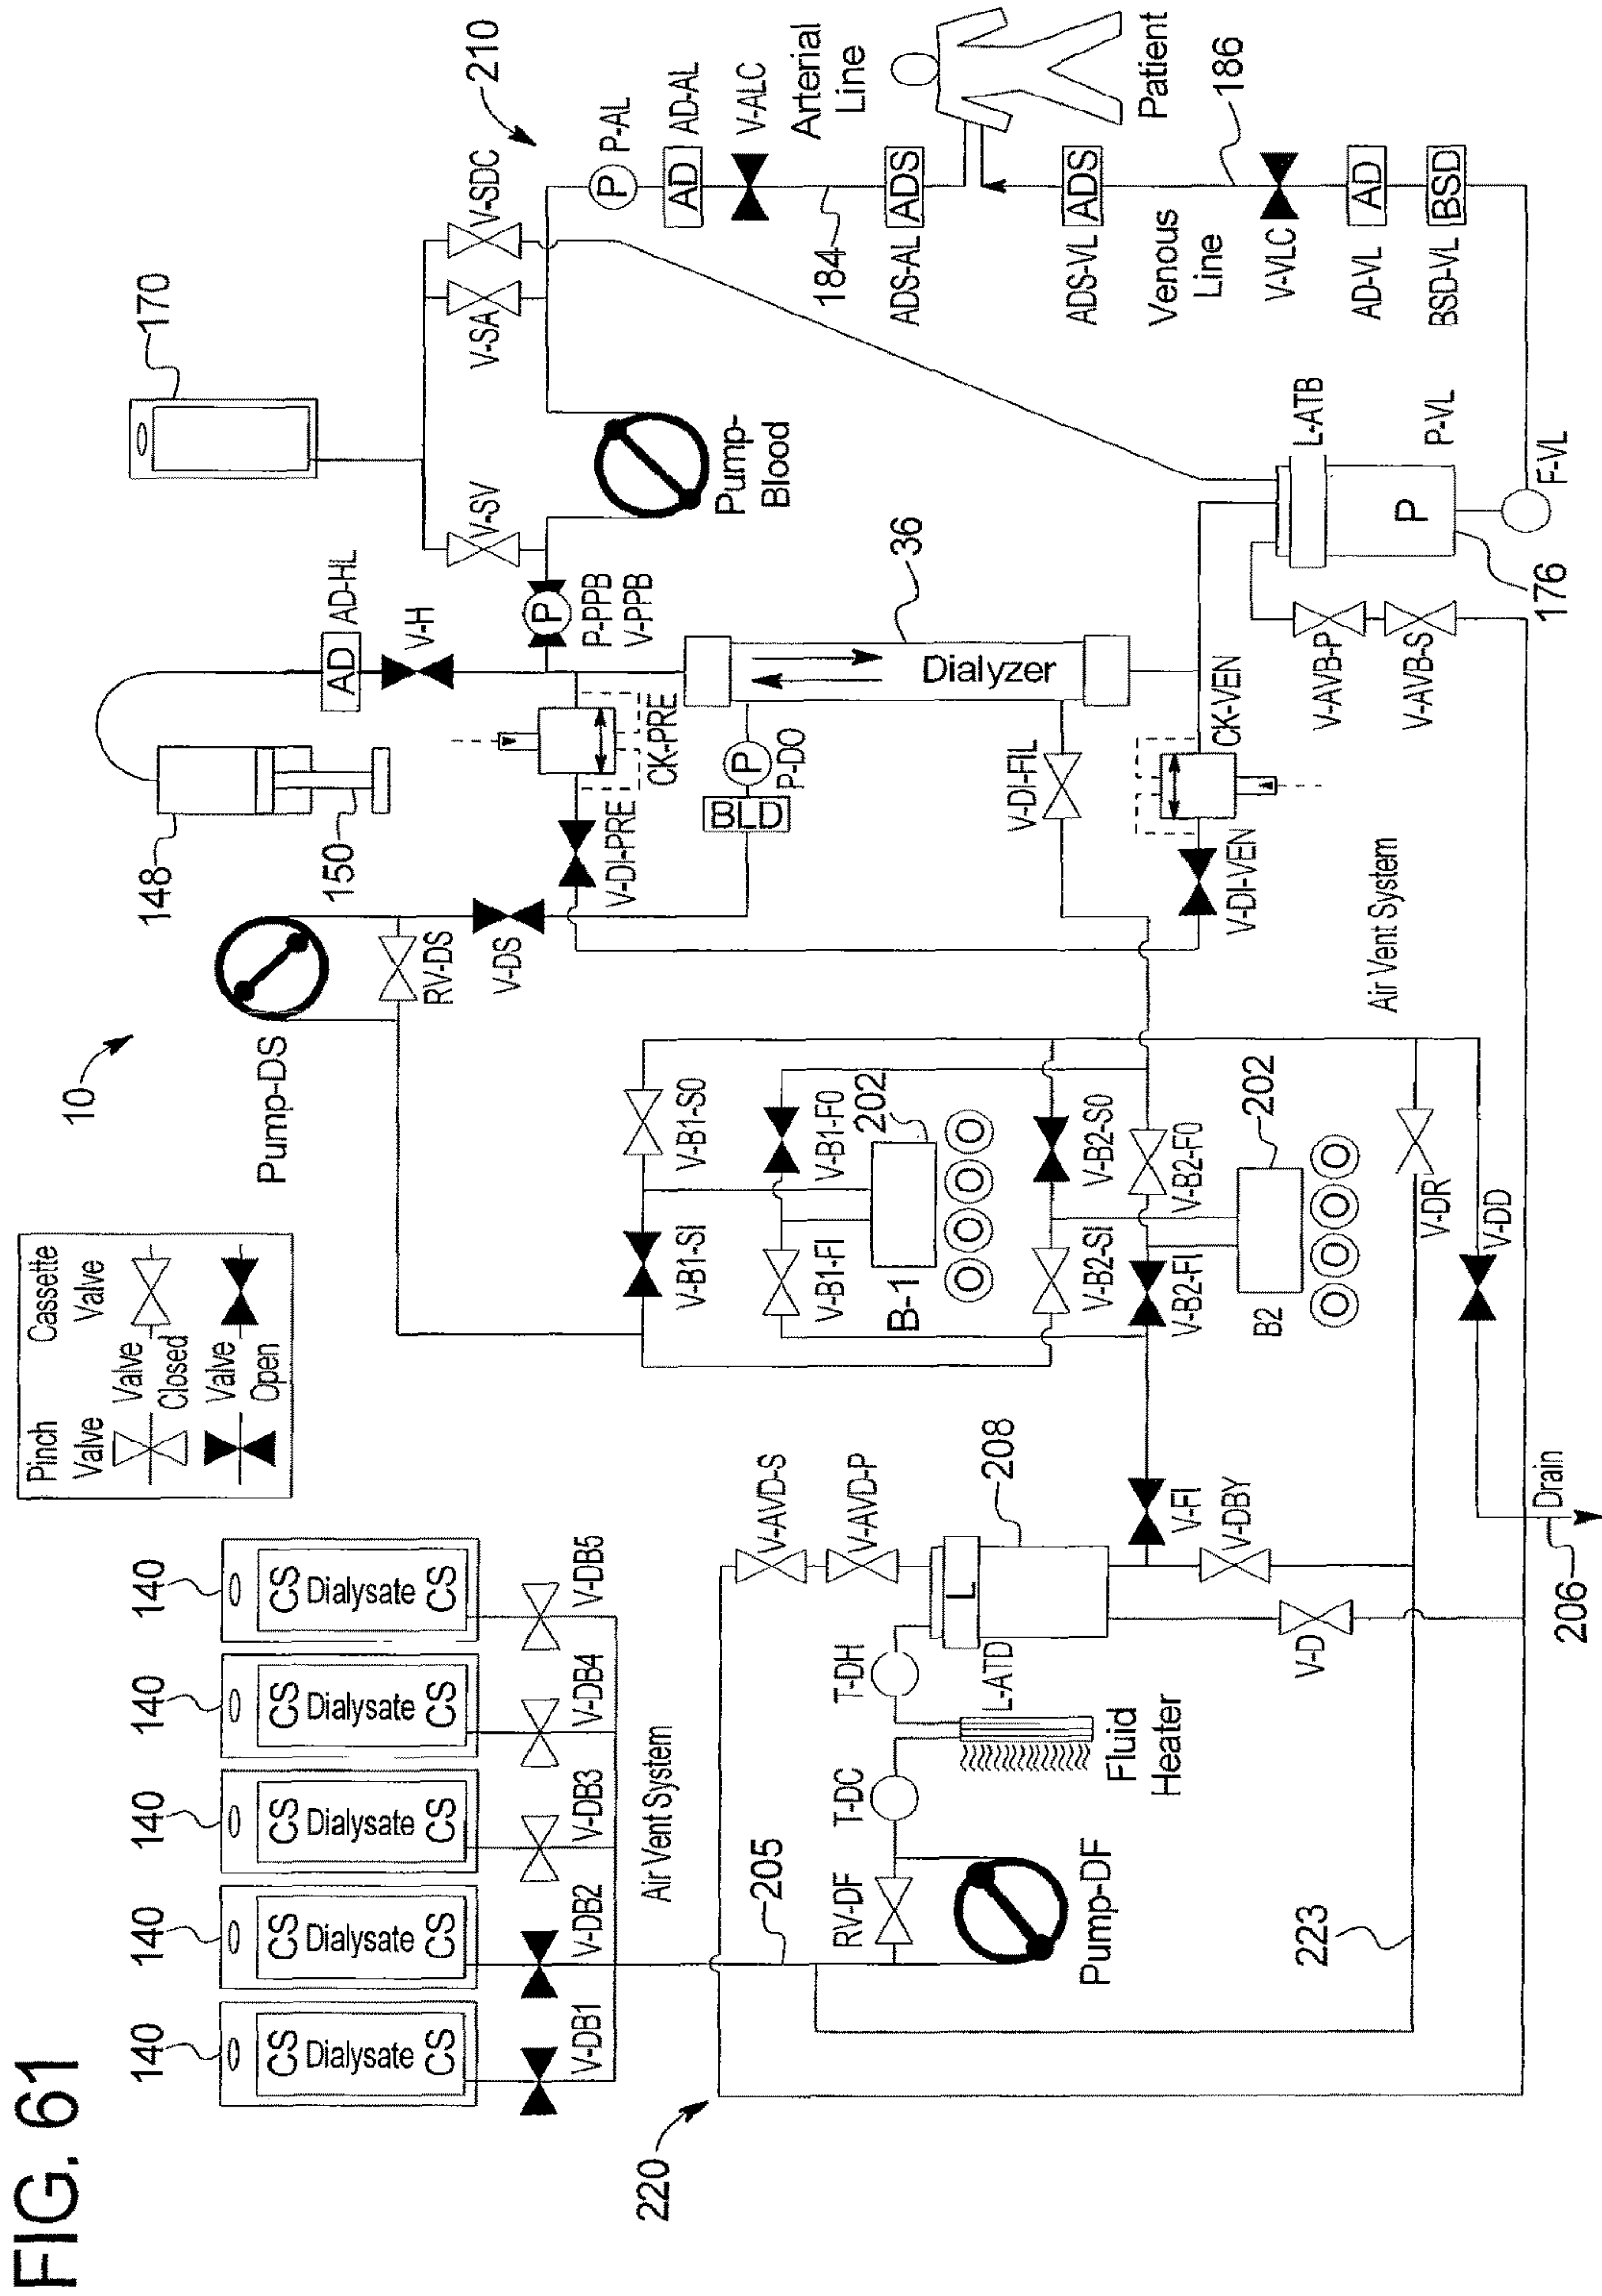 FIG. 61
Pinch
Valve
Cassette
Valve
Valve
Closed
Valve
Open
10
140
140
140
140
140
CS Dialysate CS
CS Dialysate CS
CS Dialysate CS
CS Dialysate CS
CS Dialysate CS
V-DB1
V-DB2
V-DB3
V-DB4
V-DB5
Air Vent System
220
205
V-AVD-S
V-AVD-P
RV-DF
T-DC
T-DH
L
L-ATD
208
Pump-DF
Fluid
Heater
V-FI
V-DBY
V-D
223
Drain
206
Pump-DS
RV-DS
V-DS
V-B1-SI
V-B1-S0
V-B1-FI
V-B1-F0
202
B-1
V-B2-SI
V-B2-S0
V-B2-FI
V-B2-F0
202
B2
V-DR
V-DD
Air Vent System
148
150
AD
AD-HL
V-H
CK-PRE
V-DI-PRE
BLD
P
P-DO
V-DI-FIL
Dialyzer
36
CK-VEN
V-DI-VEN
P
P-PPB
V-PPB
170
V-SV
V-SA
V-SDC
Pump-
Blood
210
P
P-AL
AD
AD-AL
V-ALC
Arterial
Line
184
ADS
ADS-AL
Patient
ADS
ADS-VL
Venous
Line
186
V-VLC
AD
AD-VL
BSD
BSD-VL
L-ATB
P
P-VL
F-VL
176
V-AVB-P
V-AVB-S